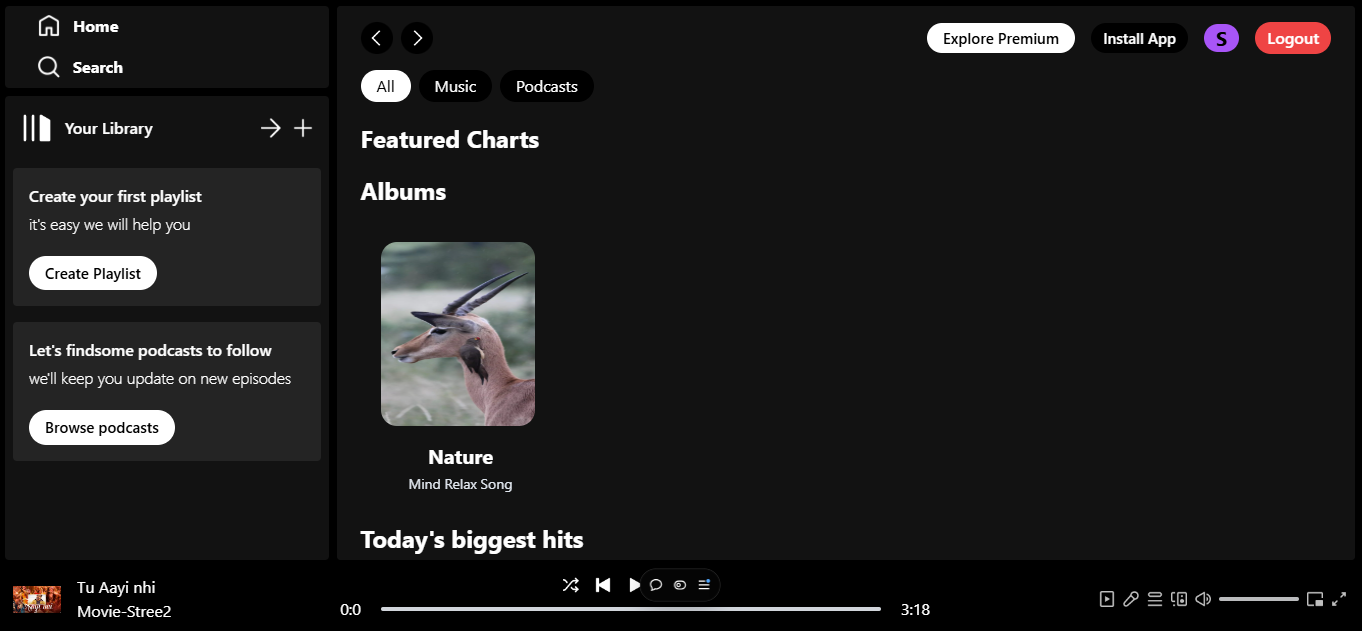 Home
Search
Your Library
Create your first playlist
it's easy we will help you
Create Playlist
Let's findsome podcasts to follow
we'll keep you update on new episodes
Browse podcasts
Explore Premium
Install App
S
Logout
All
Music
Podcasts
Featured Charts
Albums
Nature
Mind Relax Song
Today's biggest hits
Tu Aayi nhi
Movie-Stree2
0:0
3:18